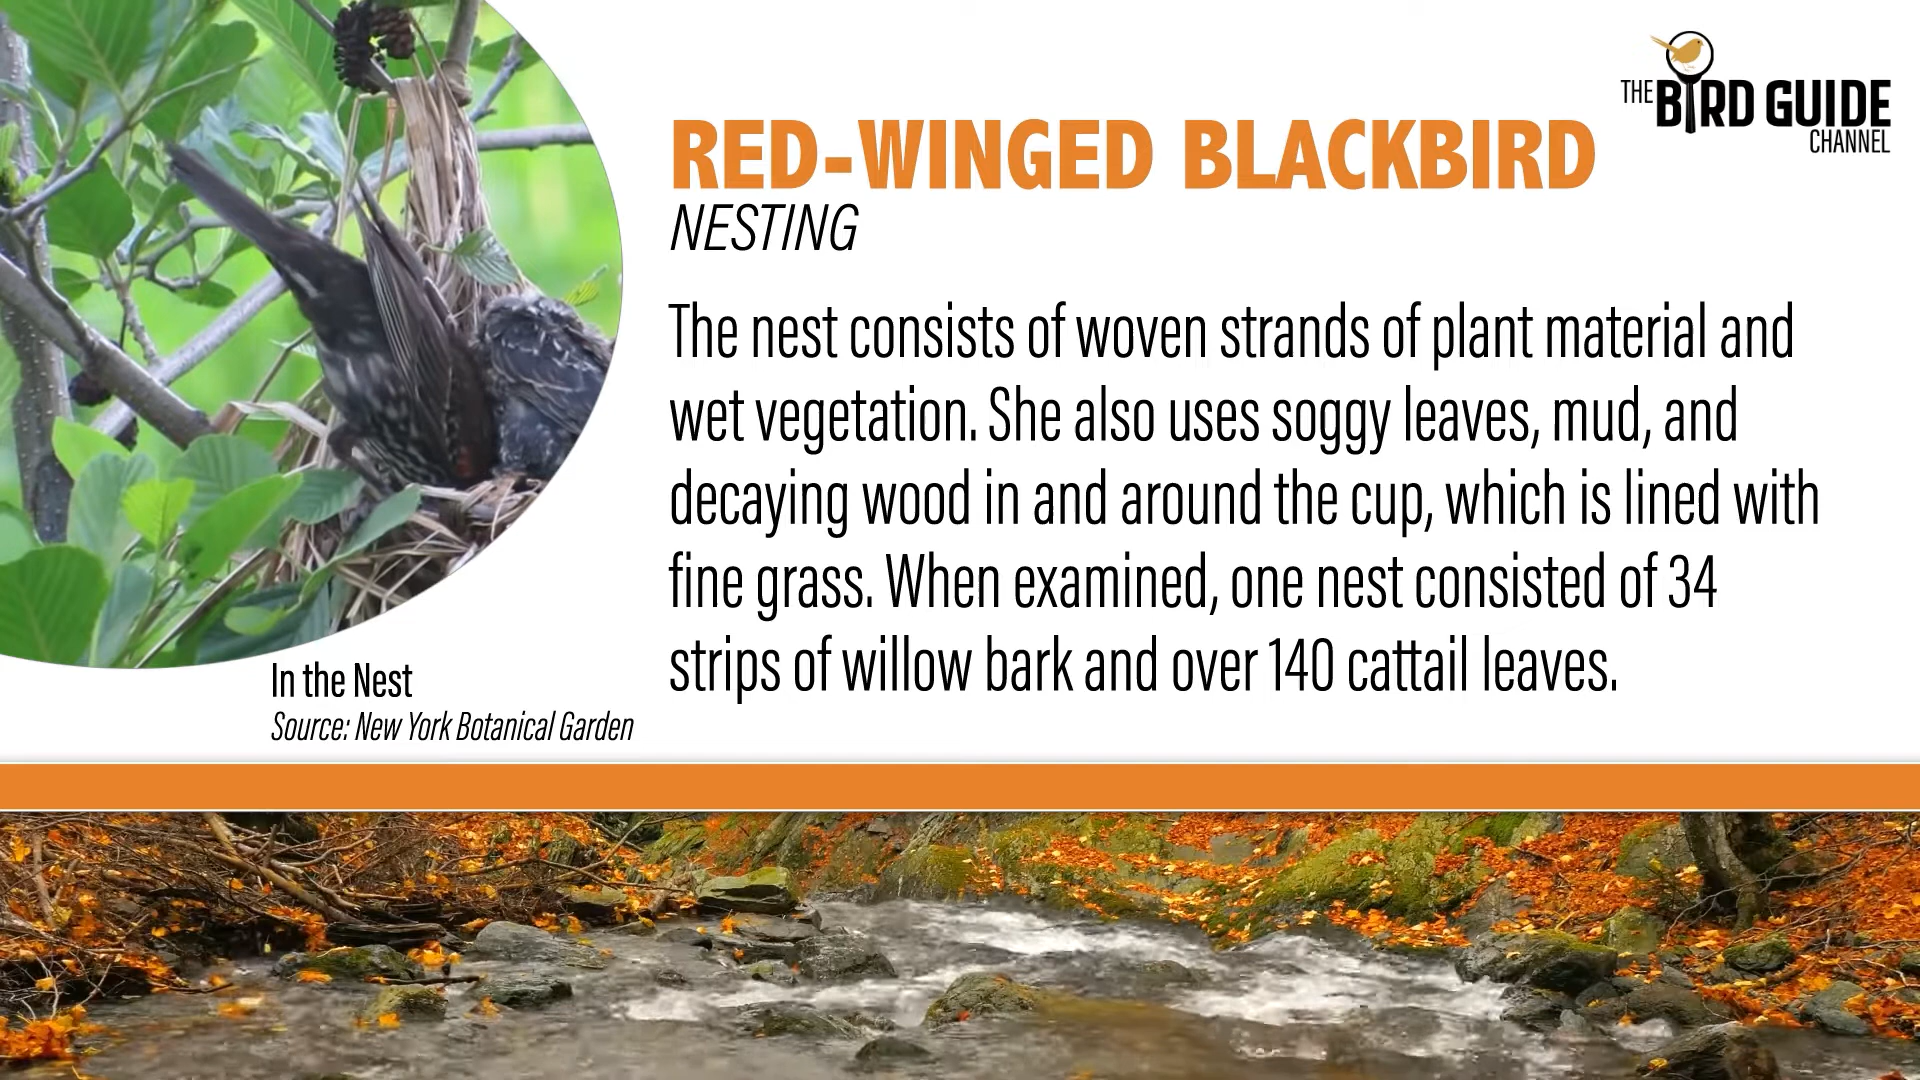 THE BIRD GUIDE
CHANNEL
RED-WINGED BLACKBIRD
NESTING
The nest consists of woven strands of plant material and
wet vegetation. She also uses soggy leaves, mud, and
decaying wood in and around the cup, which is lined with
fine grass. When examined, one nest consisted of 34
strips of willow bark and over 140 cattail leaves.
In the Nest
Source: New York Botanical Garden